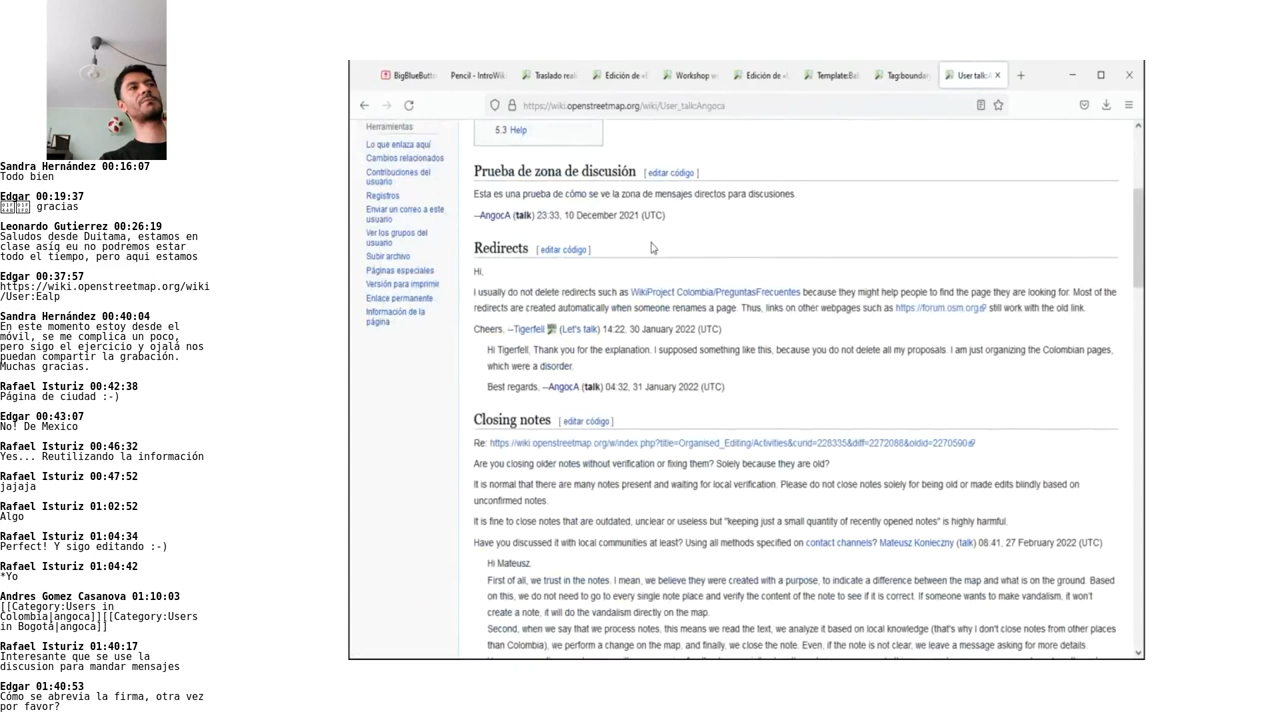 Sandra Hernández 00:16:07
Todo bien
Edgar 00:19:37
gracias
Leonardo Gutierrez 00:26:19
Saludos desde Duitama, estamos en
clase asíg eu no podremos estar
todo el tiempo, pero aqui estamos
Edgar 00:37:57
https://wiki.openstreetmap.org/wiki
/User:Ealp
Sandra Hernández 00:40:04
En este momento estoy desde el
móvil, se me complica un poco,
pero sigo el ejercicio y ojalá nos
puedan compartir la grabación.
Muchas gracias.
Rafael Isturiz 00:42:38
Página de ciudad :-)
Edgar 00:43:07
No! De Mexico
Rafael Isturiz 00:46:32
Yes... Reutilizando la información
Rafael Isturiz 00:47:52
jajaja
Rafael Isturiz 01:02:52
Algo
Rafael Isturiz 01:04:34
Perfect! Y sigo editando :-)
Rafael Isturiz 01:04:42
*Yo
Andres Gomez Casanova 01:10:03
[[Category:Users in
Colombia|angoca]][[Category:Users
in Bogotá|angoca]]
Rafael Isturiz 01:40:17
Interesante que se use la
discusion para mandar mensajes
Edgar 01:40:53
Cómo se abrevia la firma, otra vez
por favor?
BigBlueButt Pencil - IntroWik Traslado reali Edición de «D Workshop w Edición de «L Template:Bal Tag:boundar User talk:A
https://wiki.openstreetmap.org/wiki/User_talk:Angoca
Herramientas
Lo que enlaza aquí
Cambios relacionados
Contribuciones del
usuario
Registros
Enviar un correo a este
usuario
Ver los grupos del
usuario
Subir archivo
Páginas especiales
Versión para imprimir
Enlace permanente
Información de la
página
5.3 Help
Prueba de zona de discusión [ editar código ]
Esta es una prueba de cómo se ve la zona de mensajes directos para discusiones.
--AngocA (talk) 23:33, 10 December 2021 (UTC)
Redirects [ editar código ]
Hi,
I usually do not delete redirects such as WikiProject Colombia/PreguntasFrecuentes because they might help people to find the page they are looking for. Most of the
redirects are created automatically when someone renames a page. Thus, links on other webpages such as https://forum.osm.org still work with the old link.
Cheers, --Tigerfell (Let's talk) 14:22, 30 January 2022 (UTC)
Hi Tigerfell, Thank you for the explanation. I supposed something like this, because you do not delete all my proposals. I am just organizing the Colombian pages,
which were a disorder.
Best regards, --AngocA (talk) 04:32, 31 January 2022 (UTC)
Closing notes [ editar código ]
Re: https://wiki.openstreetmap.org/w/index.php?title=Organised_Editing/Activities&curid=228335&diff=2272088&oldid=2270590
Are you closing older notes without verification or fixing them? Solely because they are old?
It is normal that there are many notes present and waiting for local verification. Please do not close notes solely for being old or made edits blindly based on
unconfirmed notes.
It is fine to close notes that are outdated, unclear or useless but "keeping just a small quantity of recently opened notes" is highly harmful.
Have you discussed it with local communities at least? Using all methods specified on contact channels? Mateusz Konieczny (talk) 08:41, 27 February 2022 (UTC)
Hi Mateusz.
First of all, we trust in the notes. I mean, we believe they were created with a purpose, to indicate a difference between the map and what is on the ground. Based
on this, we do not need to go to every single note place and verify the content of the note to see if it is correct. If someone wants to make vandalism, it won't
create a note, it will do the vandalism directly on the map.
Second, when we say that we process notes, this means we read the text, we analyze it based on local knowledge (that's why I don't close notes from other places
than Colombia), we perform a change on the map, and finally, we close the note. Even, if the note is not clear, we leave a message asking for more details.